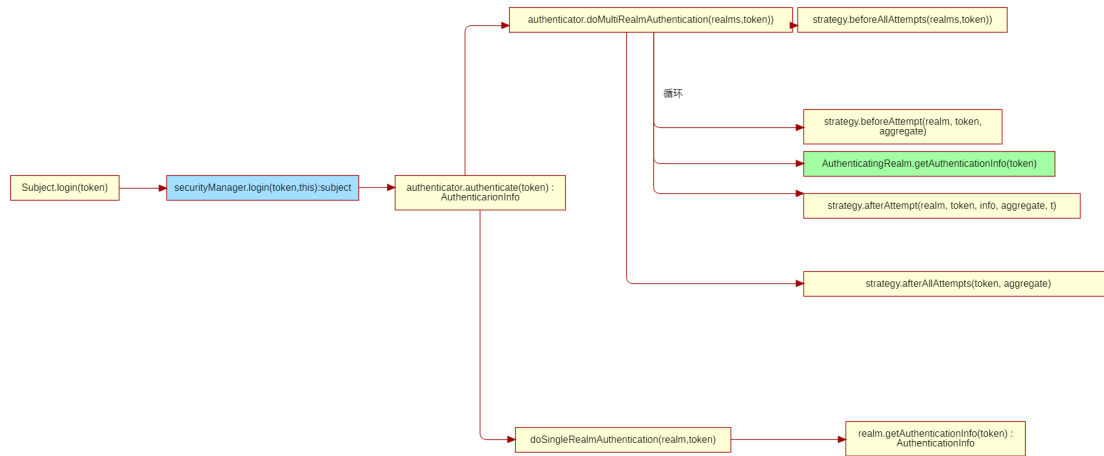 authenticator.doMultiRealmAuthentication(realms,token))
strategy.beforeAllAttempts(realms,token))
循环
strategy.beforeAttempt(realm, token,
aggregate)
AuthenticatingRealm.getAuthenticationInfo(token)
Subject.login(token)
securityManager.login(token,this):subject
authenticator.authenticate(token) :
AuthenticarionInfo
strategy.afterAttempt(realm, token, info, aggregate, t)
strategy.afterAllAttempts(token, aggregate)
doSingleRealmAuthentication(realm,token)
realm.getAuthenticationInfo(token) :
AuthenticationInfo